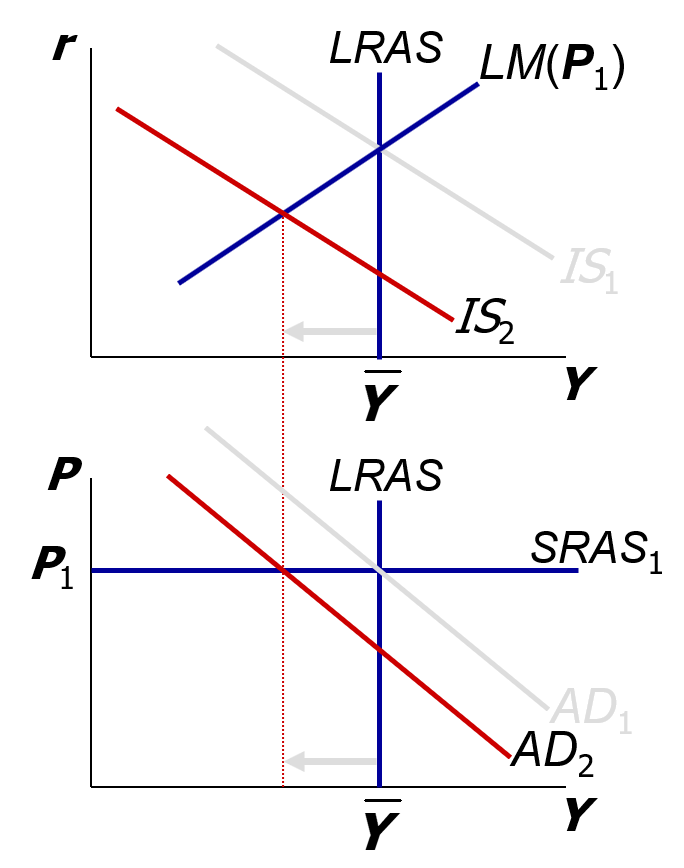 r
LRAS
LM(P₁)
IS₁
IS₂
Y̅
Y
P
LRAS
P₁
SRAS₁
AD₁
AD₂
Y̅
Y